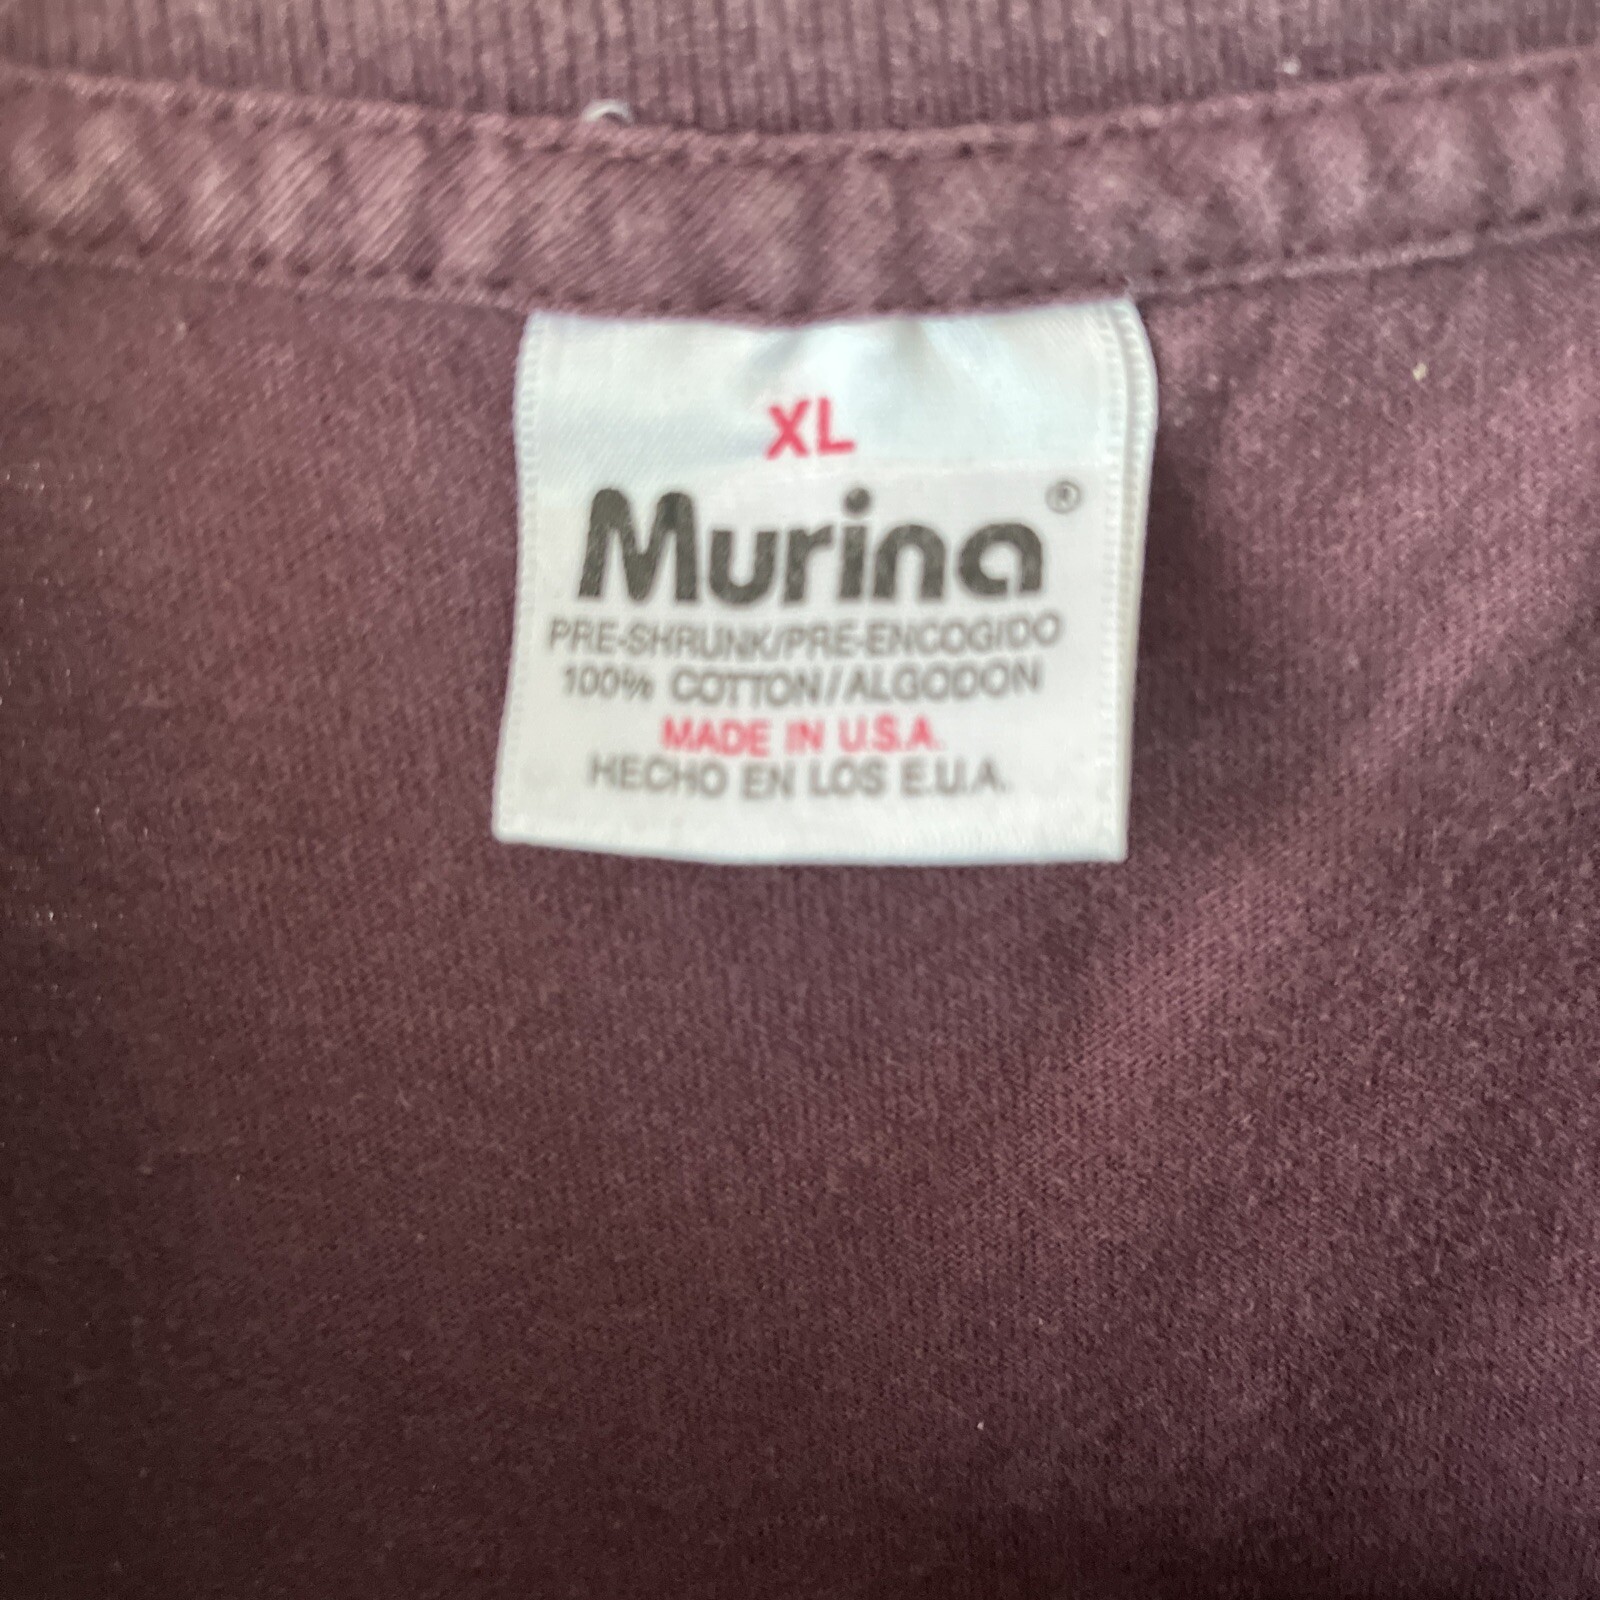 XL
Murina®
PRE-SHRUNK/PRE-ENCOGIDO
100% COTTON/ALGODON
MADE IN U.S.A.
HECHO EN LOS E.U.A.